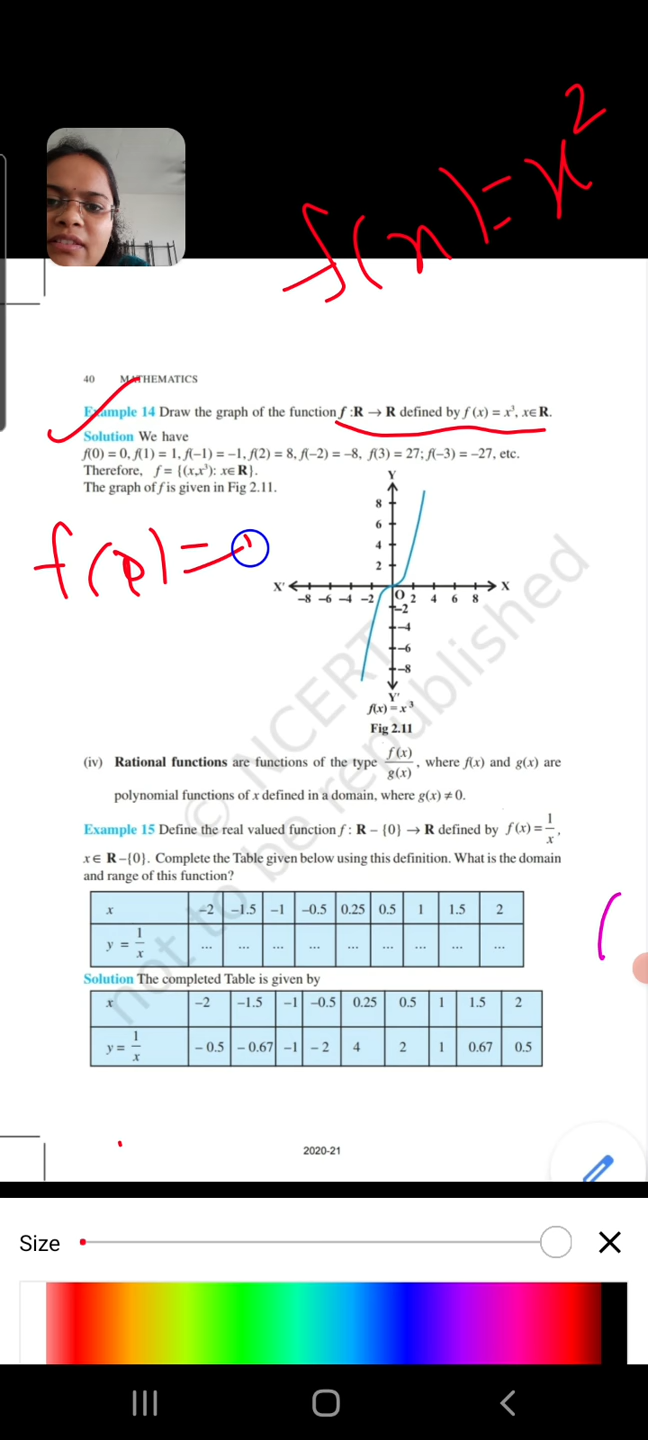 f(x)=x²
40 MATHEMATICS
Example 14 Draw the graph of the function f :R → R defined by f (x) = x³, x∈R.
Solution We have
f(0) = 0, f(1) = 1, f(–1) = –1, f(2) = 8, f(–2) = –8, f(3) = 27; f(–3) = –27, etc.
Therefore, f = {(x,x³): x∈R}.
The graph of f is given in Fig 2.11.
Y
8
6
4
2
X' –8 –6 –4 –2 O 2 4 6 8 X
–2
–4
–6
–8
Y'
f(x) = x³
Fig 2.11
(iv) Rational functions are functions of the type f (x)/g(x), where f(x) and g(x) are
polynomial functions of x defined in a domain, where g(x) ≠ 0.
Example 15 Define the real valued function f : R – {0} → R defined by f (x) = 1/x,
x∈ R –{0}. Complete the Table given below using this definition. What is the domain
and range of this function?
x –2 –1.5 –1 –0.5 0.25 0.5 1 1.5 2
y = 1/x ... ... ... ... ... ... ... ... ...
Solution The completed Table is given by
x –2 –1.5 –1 –0.5 0.25 0.5 1 1.5 2
y = 1/x – 0.5 – 0.67 –1 – 2 4 2 1 0.67 0.5
© NCERT
not to be republished
2020-21
Size